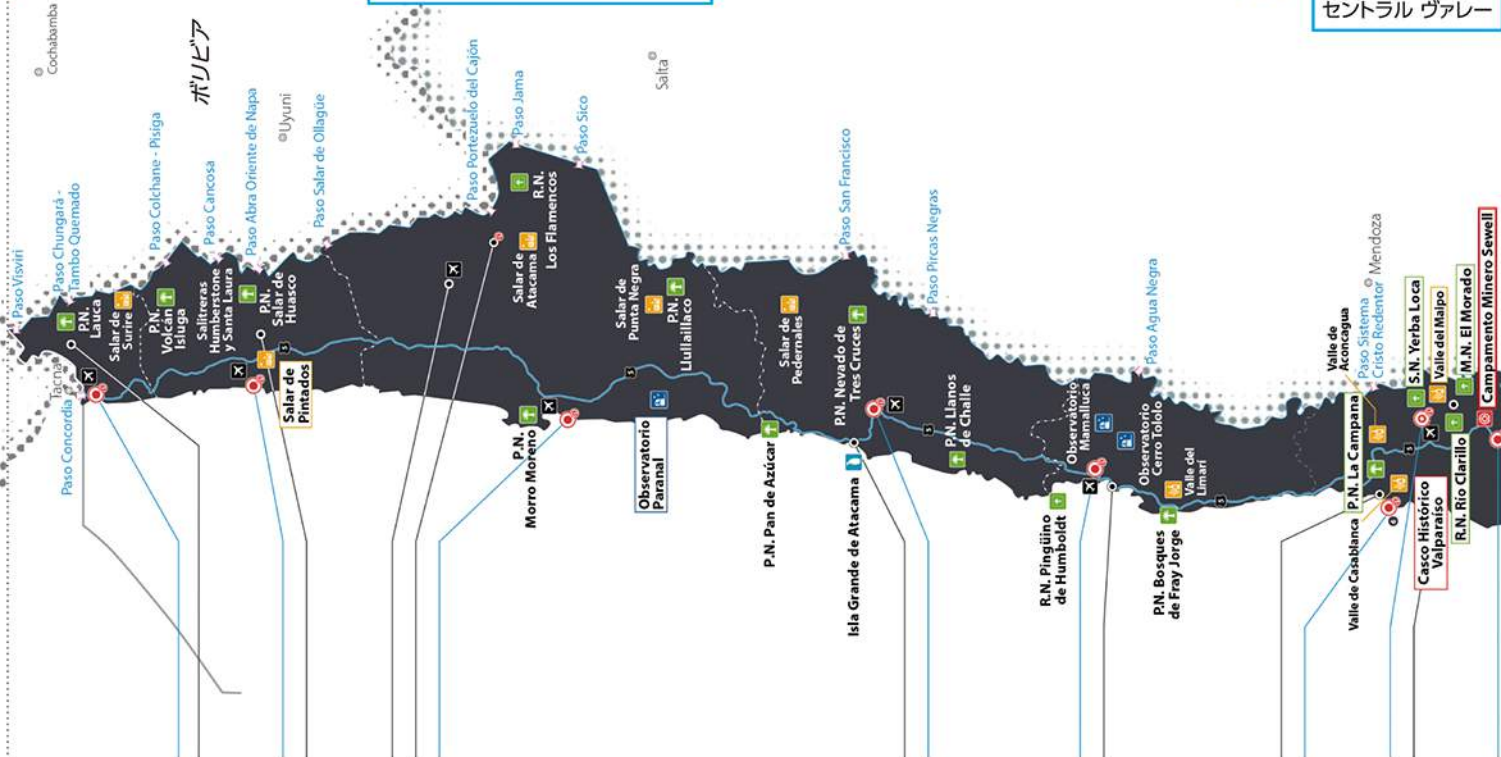 Cochabamba
ボリビア
Uyuni
Salta
セントラル ヴァレー
Mendoza
Tacna
Paso Visviri
Paso Chungará -
Tambo Quemado
Paso Colchane - Pisiga
Paso Cancosa
Paso Abra Oriente de Napa
Paso Salar de Ollagüe
Paso Portezuelo del Cajón
Paso Jama
Paso Sico
Paso San Francisco
Paso Pircas Negras
Paso Agua Negra
Paso Sistema
Cristo Redentor
Paso Concordia
P.N.
Lauca
Salar de
Surire
P.N.
Volcán
Isluga
Salitreras
Humberstone
y Santa Laura
P.N.
Salar de
Huasco
Salar de
Pintados
R.N.
Los Flamencos
Salar de
Atacama
P.N.
Morro Moreno
Salar de
Punta Negra
P.N.
Llullaillaco
Observatorio
Paranal
Salar de
Pedernales
P.N. Pan de Azúcar
P.N. Nevado de
Tres Cruces
Isla Grande de Atacama
P.N. Llanos
de Challe
R.N. Pingüino
de Humboldt
Observatorio
Mamalluca
Observatorio
Cerro Tololo
Valle del
Limarí
P.N. Bosques
de Fray Jorge
Valle de
Aconcagua
P.N. La Campana
Valle de Casablanca
Casco Histórico
Valparaíso
S.N. Yerba Loca
Valle del Maipo
M.N. El Morado
R.N. Río Clarillo
Campamento Minero Sewell
5
5
5
5
5
5